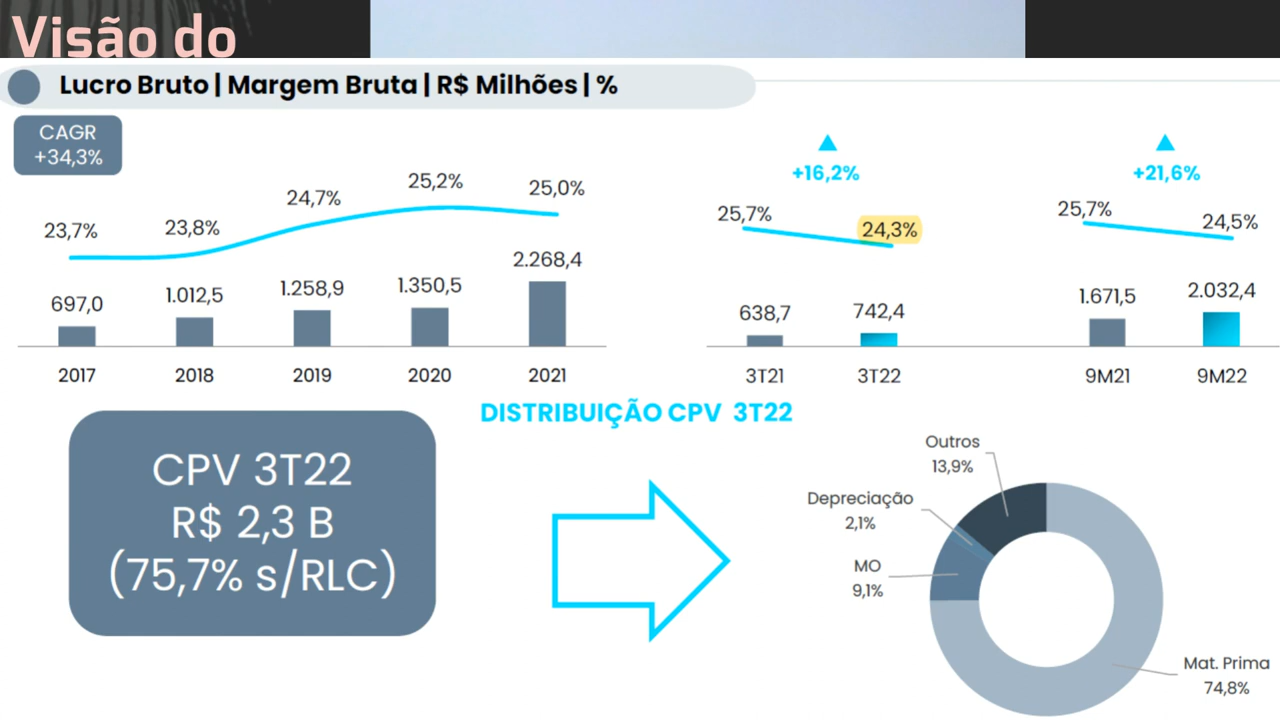 Visão do
Lucro Bruto | Margem Bruta | R$ Milhões | %
CAGR
+34,3%
23,7%
23,8%
24,7%
25,2%
25,0%
697,0
1.012,5
1.258,9
1.350,5
2.268,4
2017
2018
2019
2020
2021
+16,2%
25,7%
24,3%
638,7
742,4
3T21
3T22
+21,6%
25,7%
24,5%
1.671,5
2.032,4
9M21
9M22
DISTRIBUIÇÃO CPV 3T22
CPV 3T22
R$ 2,3 B
(75,7% s/RLC)
Outros
13,9%
Depreciação
2,1%
MO
9,1%
Mat. Prima
74,8%